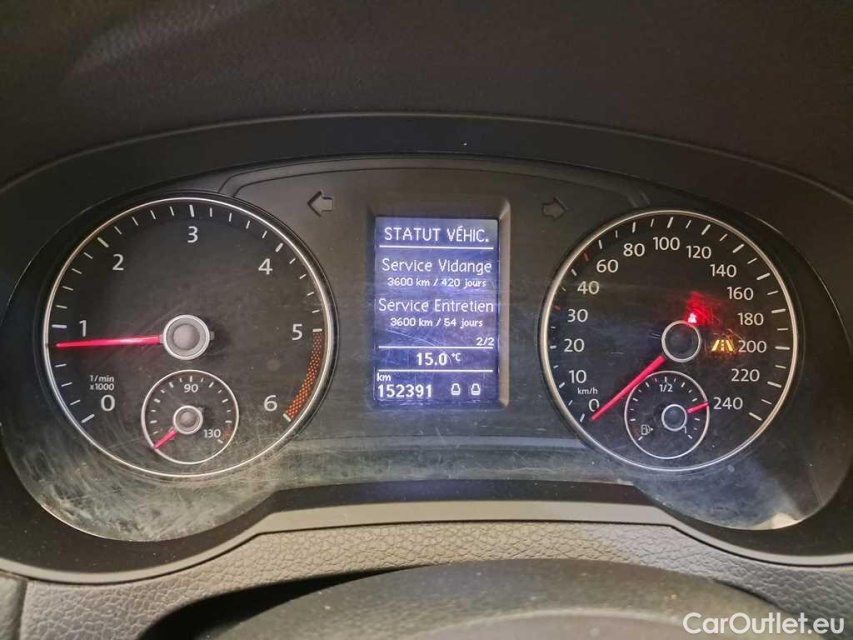 0
1
2
3
4
5
6
1/min
x1000
90
130
STATUT VÉHIC.
Service Vidange
3600 km / 420 jours
Service Entretien
3600 km / 54 jours
2/2
15.0 °C
km
152391
0
10
20
30
40
60
80
100
120
140
160
180
200
220
240
km/h
1/2
1
CarOutlet.eu